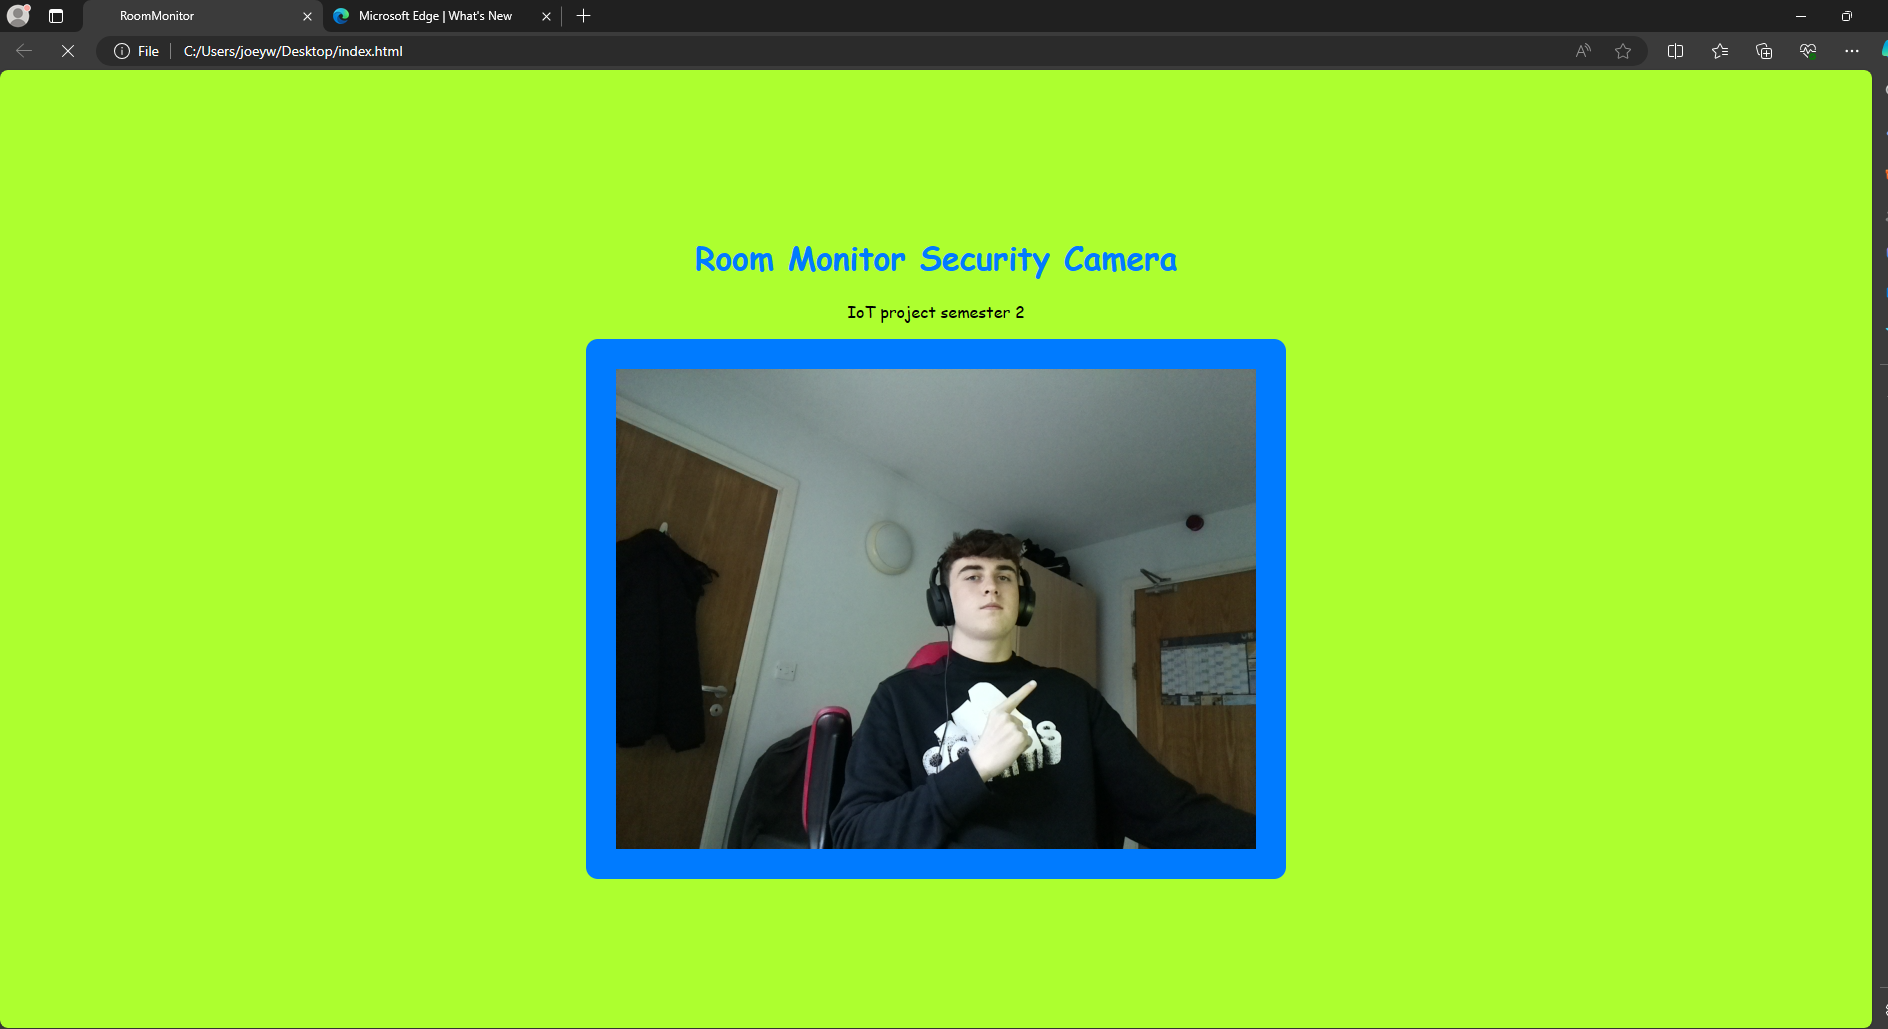 RoomMonitor
Microsoft Edge | What's New
File
C:/Users/joeyw/Desktop/index.html
Room Monitor Security Camera
IoT project semester 2